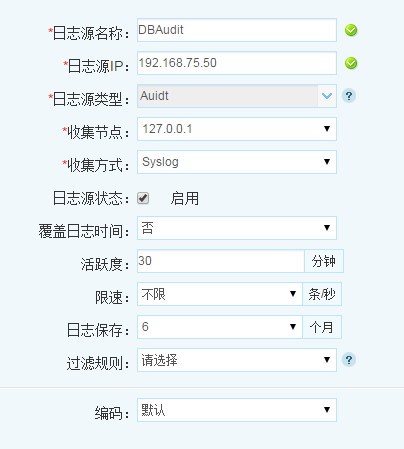 *日志源名称： DBAudit
*日志源IP： 192.168.75.50
*日志源类型： Auidt
*收集节点： 127.0.0.1
*收集方式： Syslog
日志源状态： 启用
覆盖日志时间： 否
活跃度： 30 分钟
限速： 不限 条/秒
日志保存： 6 个月
过滤规则： 请选择
编码： 默认